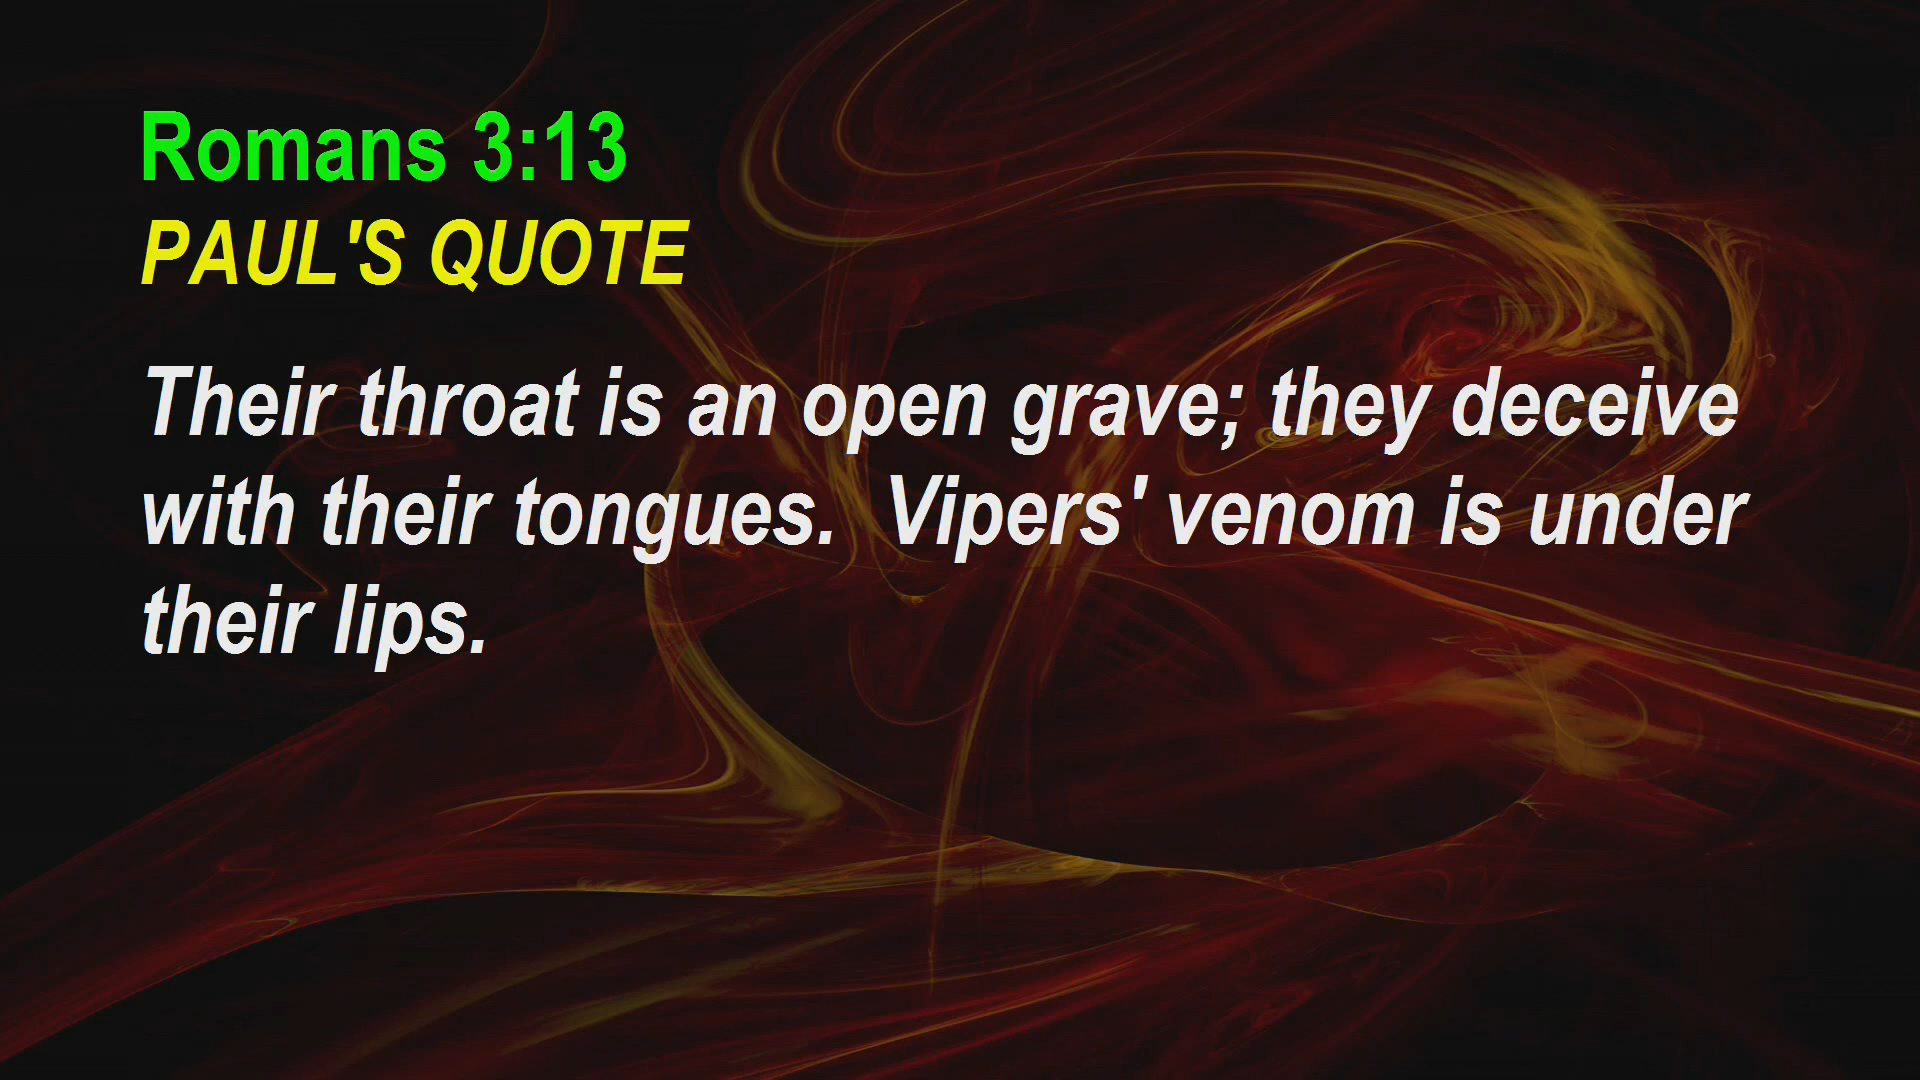 Romans 3:13
PAUL'S QUOTE
Their throat is an open grave; they deceive
with their tongues.  Vipers' venom is under
their lips.